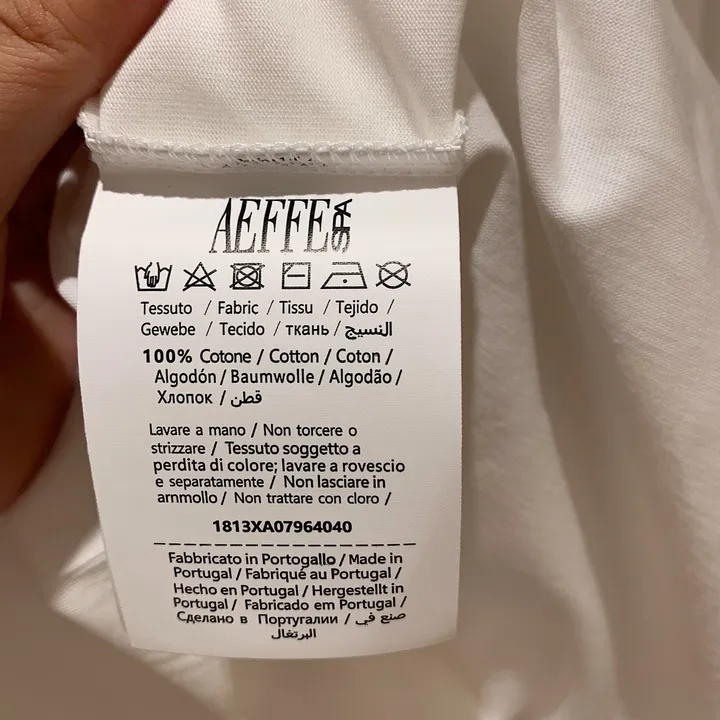 AEFFE SPA
Tessuto / Fabric / Tissu / Tejido /
Gewebe / Tecido / ткань / النسيج
100% Cotone / Cotton / Coton /
Algodón / Baumwolle / Algodão /
Хлопок / قطن
Lavare a mano / Non torcere o
strizzare / Tessuto soggetto a
perdita di colore; lavare a rovescio
e separatamente / Non lasciare in
ammollo / Non trattare con cloro /
1813XA07964040
Fabbricato in Portogallo / Made in
Portugal / Fabriqué au Portugal /
Hecho en Portugal / Hergestellt in
Portugal / Fabricado em Portugal /
Сделано в Португалии / صنع في
البرتغال